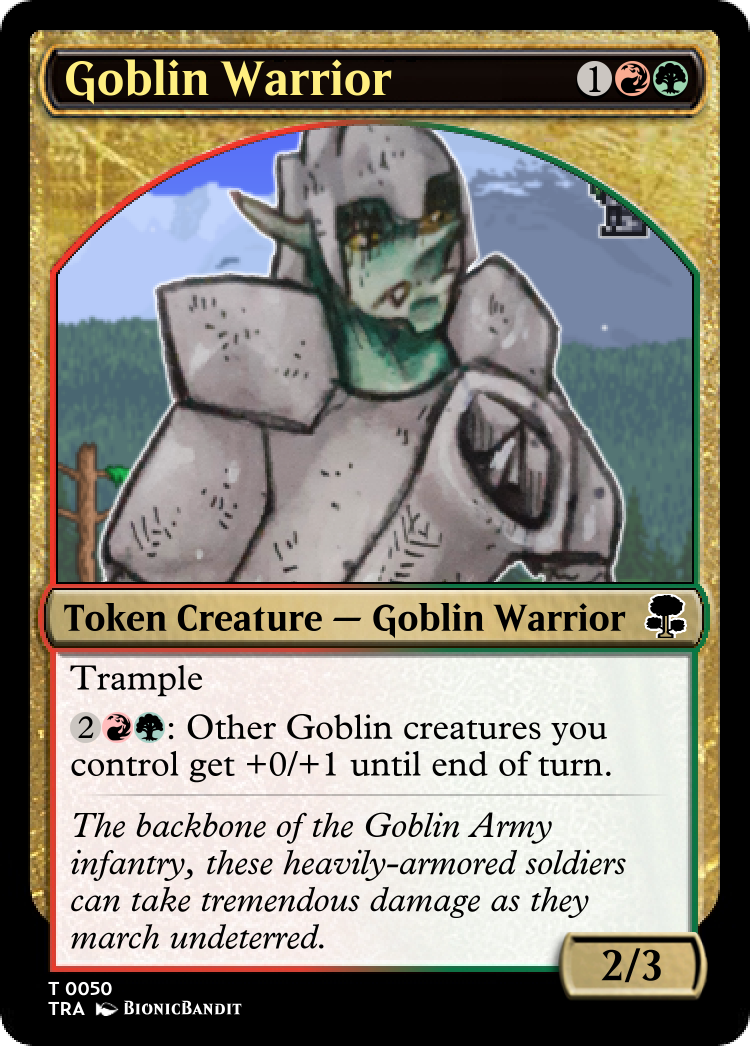 Goblin Warrior 1
Token Creature — Goblin Warrior
Trample
2: Other Goblin creatures you
control get +0/+1 until end of turn.
The backbone of the Goblin Army
infantry, these heavily-armored soldiers
can take tremendous damage as they
march undeterred.
2/3
T 0050
TRA BionicBandit